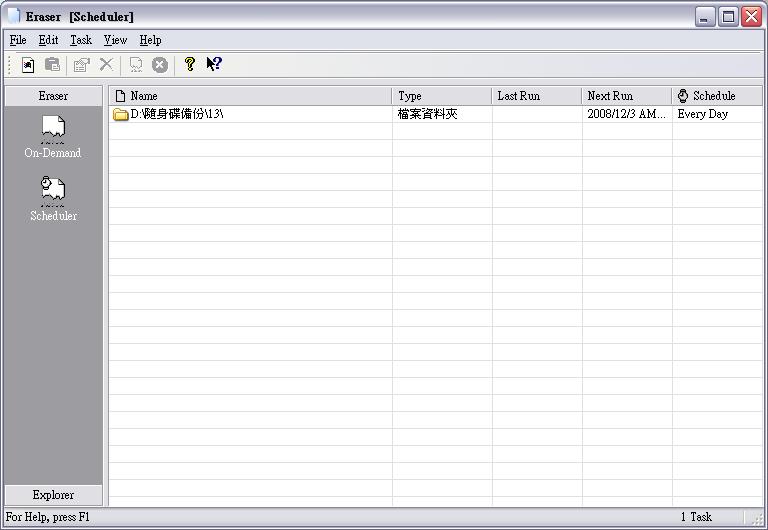 Eraser [Scheduler]
File Edit Task View Help
Eraser
Name Type Last Run Next Run Schedule
D:\隨身碟備份\13\ 檔案資料夾 2008/12/3 AM... Every Day
On-Demand
Scheduler
Explorer
For Help, press F1 1 Task